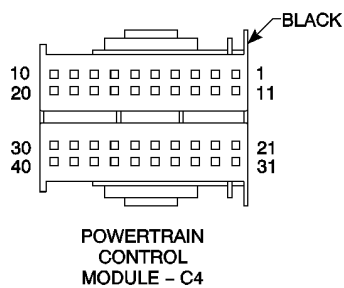 BLACK
10 1
20 11
30 21
40 31
POWERTRAIN
CONTROL
MODULE – C4